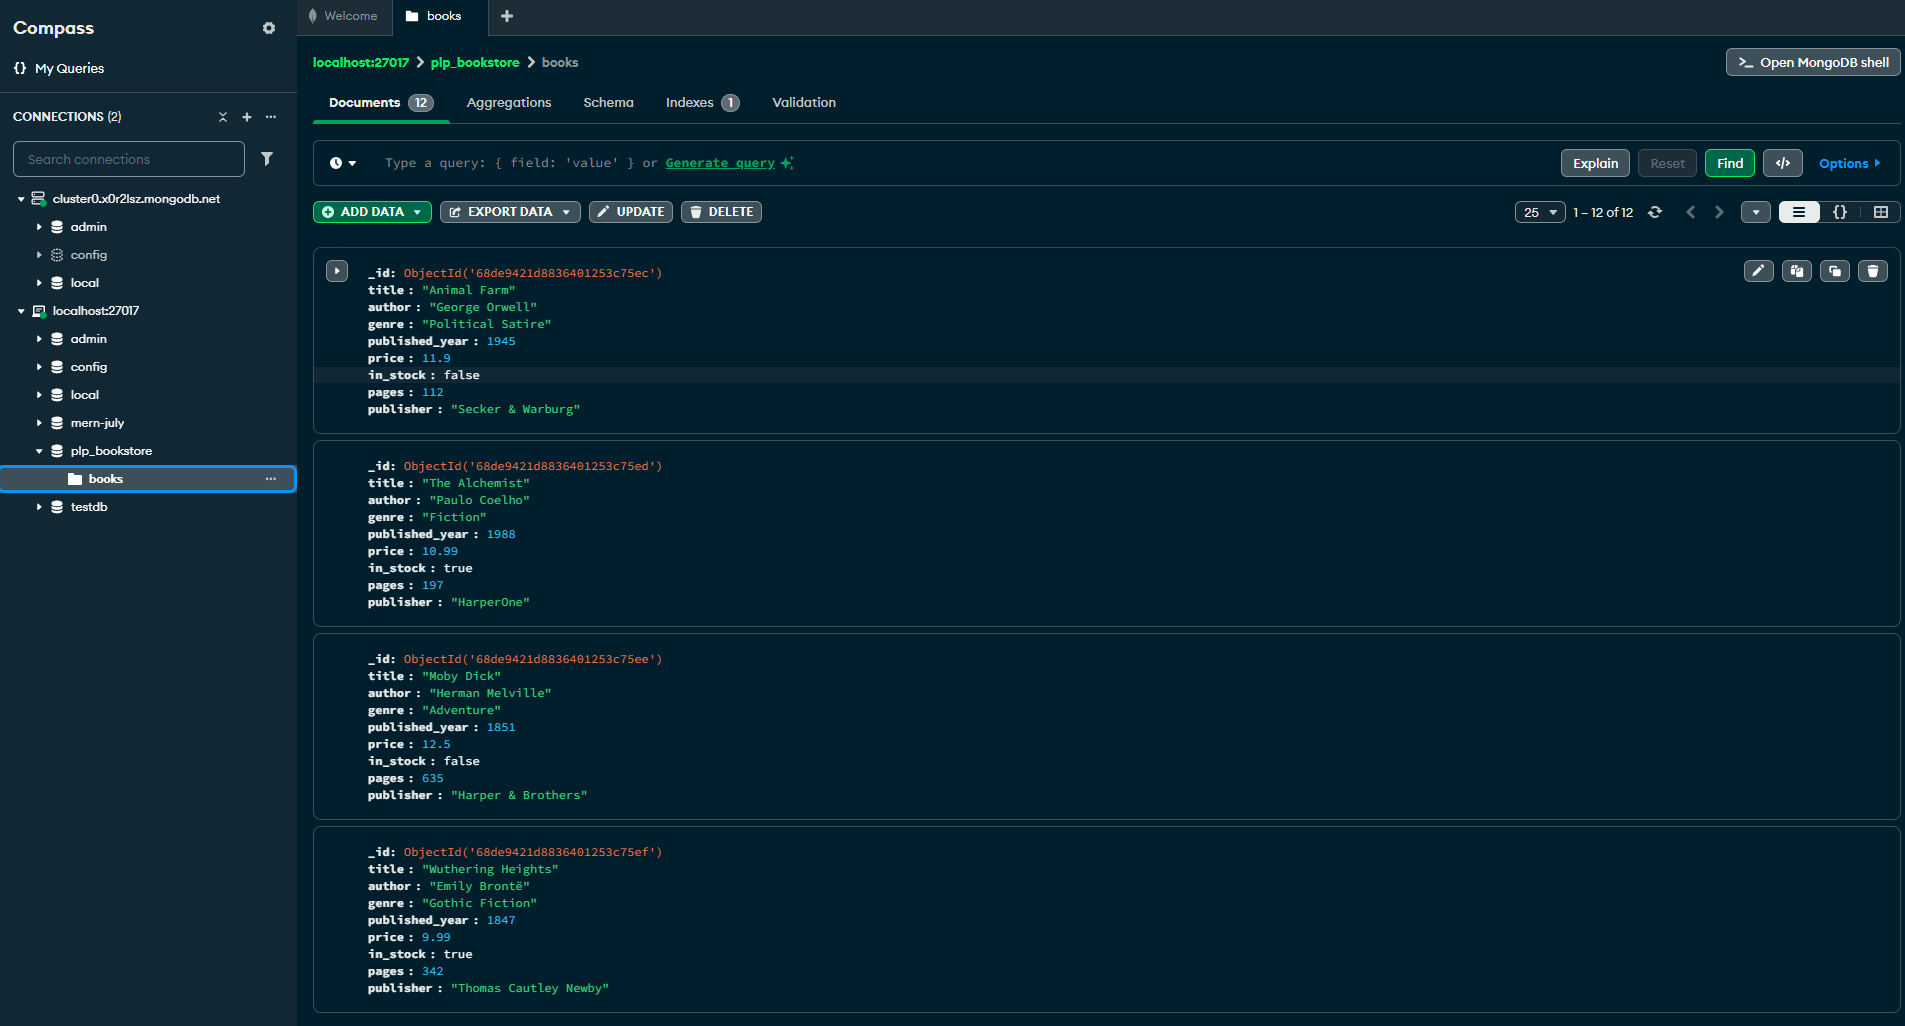 Compass
{} My Queries
CONNECTIONS (2)
Search connections
cluster0.x0r2lsz.mongodb.net
admin
config
local
localhost:27017
admin
config
local
mern-july
plp_bookstore
books
testdb
Welcome
books
localhost:27017 > plp_bookstore > books
>_ Open MongoDB shell
Documents 12 Aggregations Schema Indexes 1 Validation
Type a query: { field: 'value' } or Generate query
Explain Reset Find </> Options
ADD DATA EXPORT DATA UPDATE DELETE
25 1 – 12 of 12 {}
_id: ObjectId('68de9421d8836401253c75ec')
title : "Animal Farm"
author : "George Orwell"
genre : "Political Satire"
published_year : 1945
price : 11.9
in_stock : false
pages : 112
publisher : "Secker & Warburg"
_id: ObjectId('68de9421d8836401253c75ed')
title : "The Alchemist"
author : "Paulo Coelho"
genre : "Fiction"
published_year : 1988
price : 10.99
in_stock : true
pages : 197
publisher : "HarperOne"
_id: ObjectId('68de9421d8836401253c75ee')
title : "Moby Dick"
author : "Herman Melville"
genre : "Adventure"
published_year : 1851
price : 12.5
in_stock : false
pages : 635
publisher : "Harper & Brothers"
_id: ObjectId('68de9421d8836401253c75ef')
title : "Wuthering Heights"
author : "Emily Brontë"
genre : "Gothic Fiction"
published_year : 1847
price : 9.99
in_stock : true
pages : 342
publisher : "Thomas Cautley Newby"